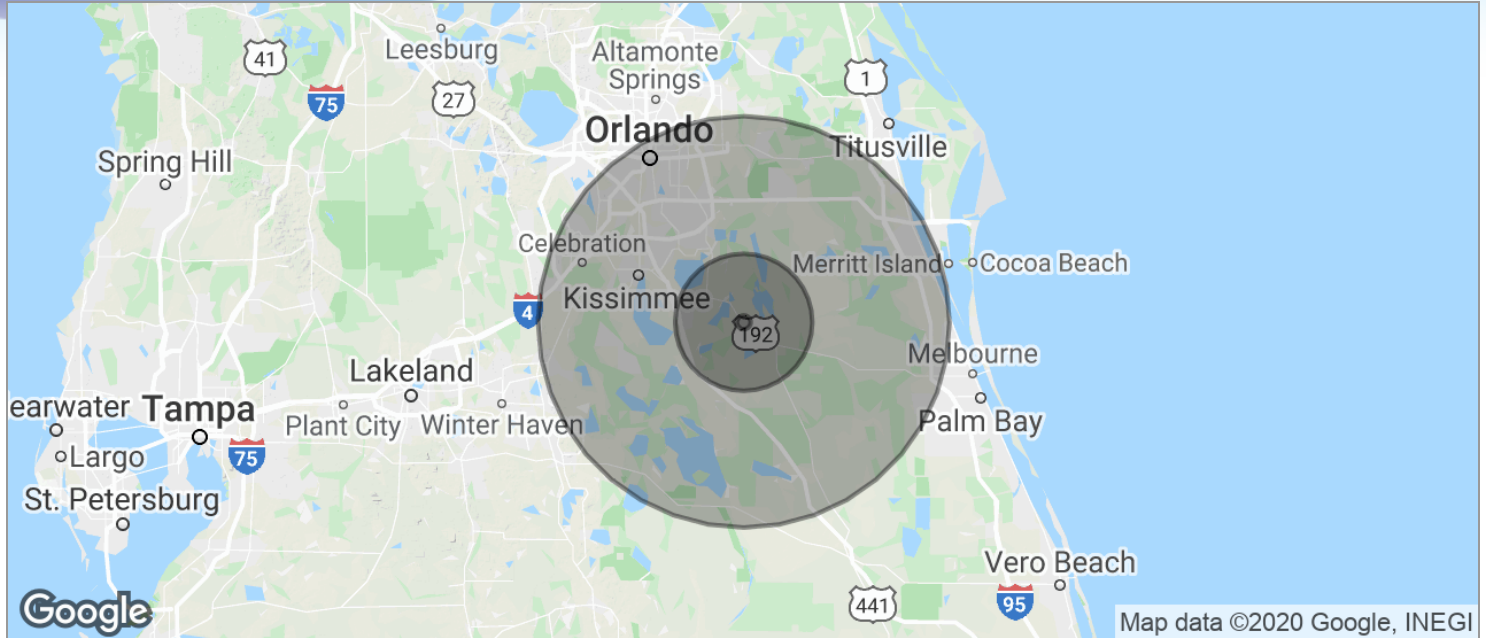 Leesburg
Altamonte
Springs
41
75
27
1
Orlando
Titusville
Spring Hill
Celebration
Merritt Island
Cocoa Beach
Kissimmee
4
192
Melbourne
Lakeland
earwater
Tampa
Plant City
Winter Haven
Palm Bay
75
Largo
St. Petersburg
Vero Beach
441
95
Google
Map data ©2020 Google, INEGI